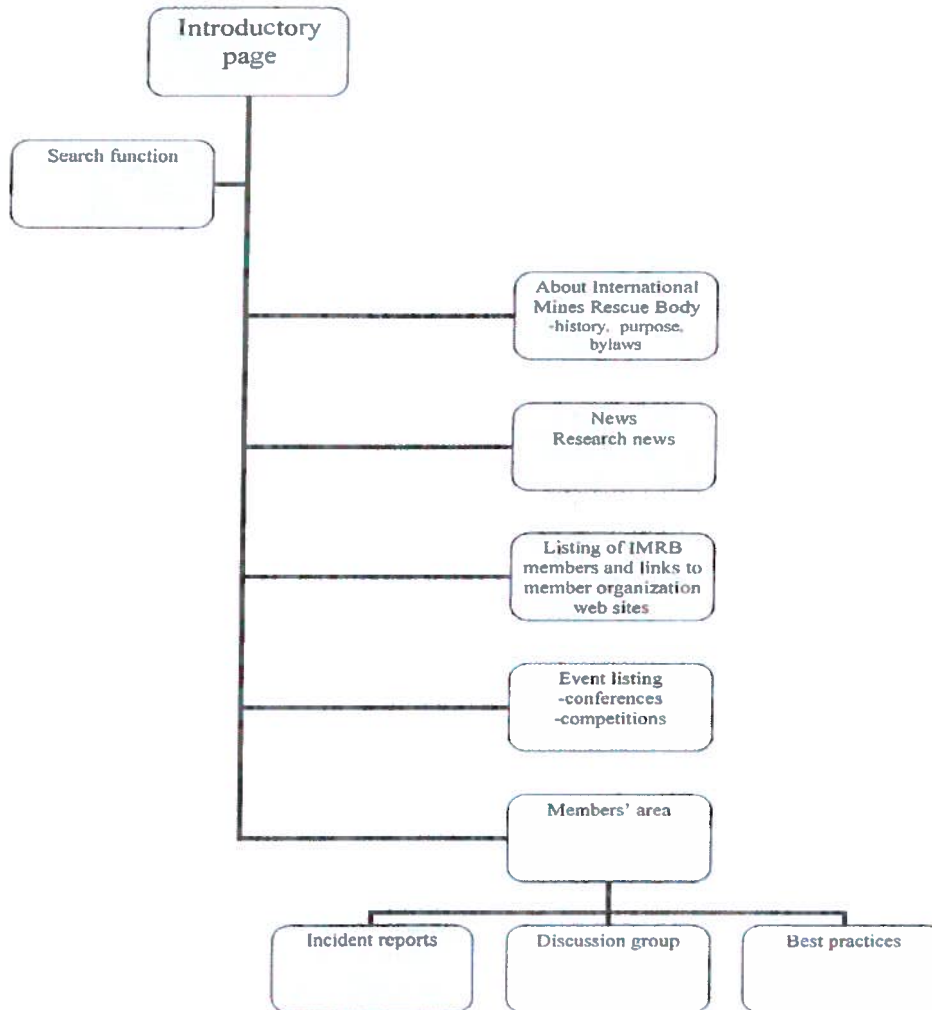 Introductory
page
Search function
About International
Mines Rescue Body
-history, purpose,
bylaws
News
Research news
Listing of IMRB
members and links to
member organization
web sites
Event listing
-conferences
-competitions
Members' area
Incident reports
Discussion group
Best practices